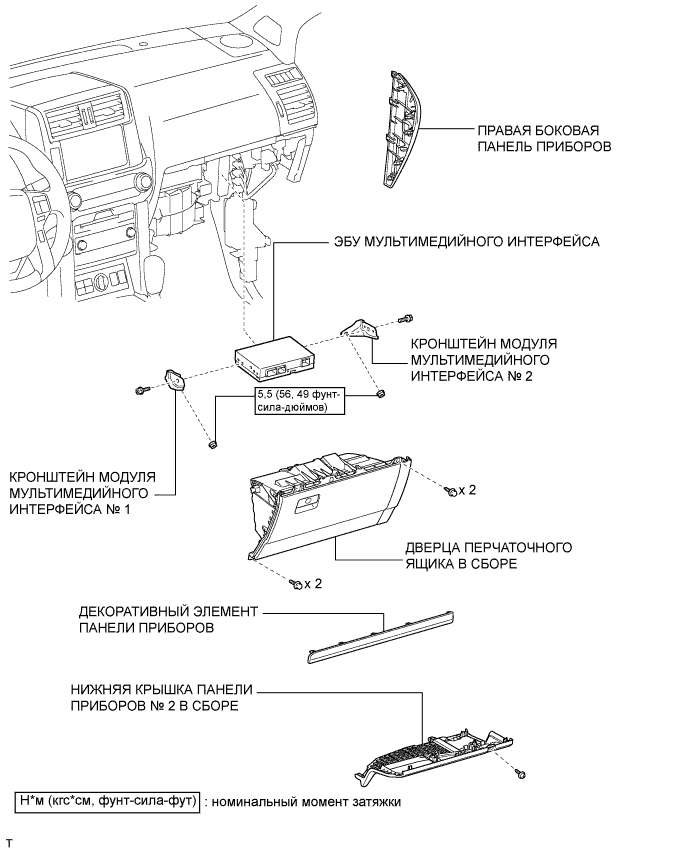 ПРАВАЯ БОКОВАЯ
ПАНЕЛЬ ПРИБОРОВ
ЭБУ МУЛЬТИМЕДИЙНОГО ИНТЕРФЕЙСА
КРОНШТЕЙН МОДУЛЯ
МУЛЬТИМЕДИЙНОГО
ИНТЕРФЕЙСА № 2
5,5 (56, 49 фунт-
сила-дюймов)
КРОНШТЕЙН МОДУЛЯ
МУЛЬТИМЕДИЙНОГО
ИНТЕРФЕЙСА № 1
x 2
ДВЕРЦА ПЕРЧАТОЧНОГО
ЯЩИКА В СБОРЕ
x 2
ДЕКОРАТИВНЫЙ ЭЛЕМЕНТ
ПАНЕЛИ ПРИБОРОВ
НИЖНЯЯ КРЫШКА ПАНЕЛИ
ПРИБОРОВ № 2 В СБОРЕ
Н*м (кгс*см, фунт-сила-фут) : номинальный момент затяжки
T